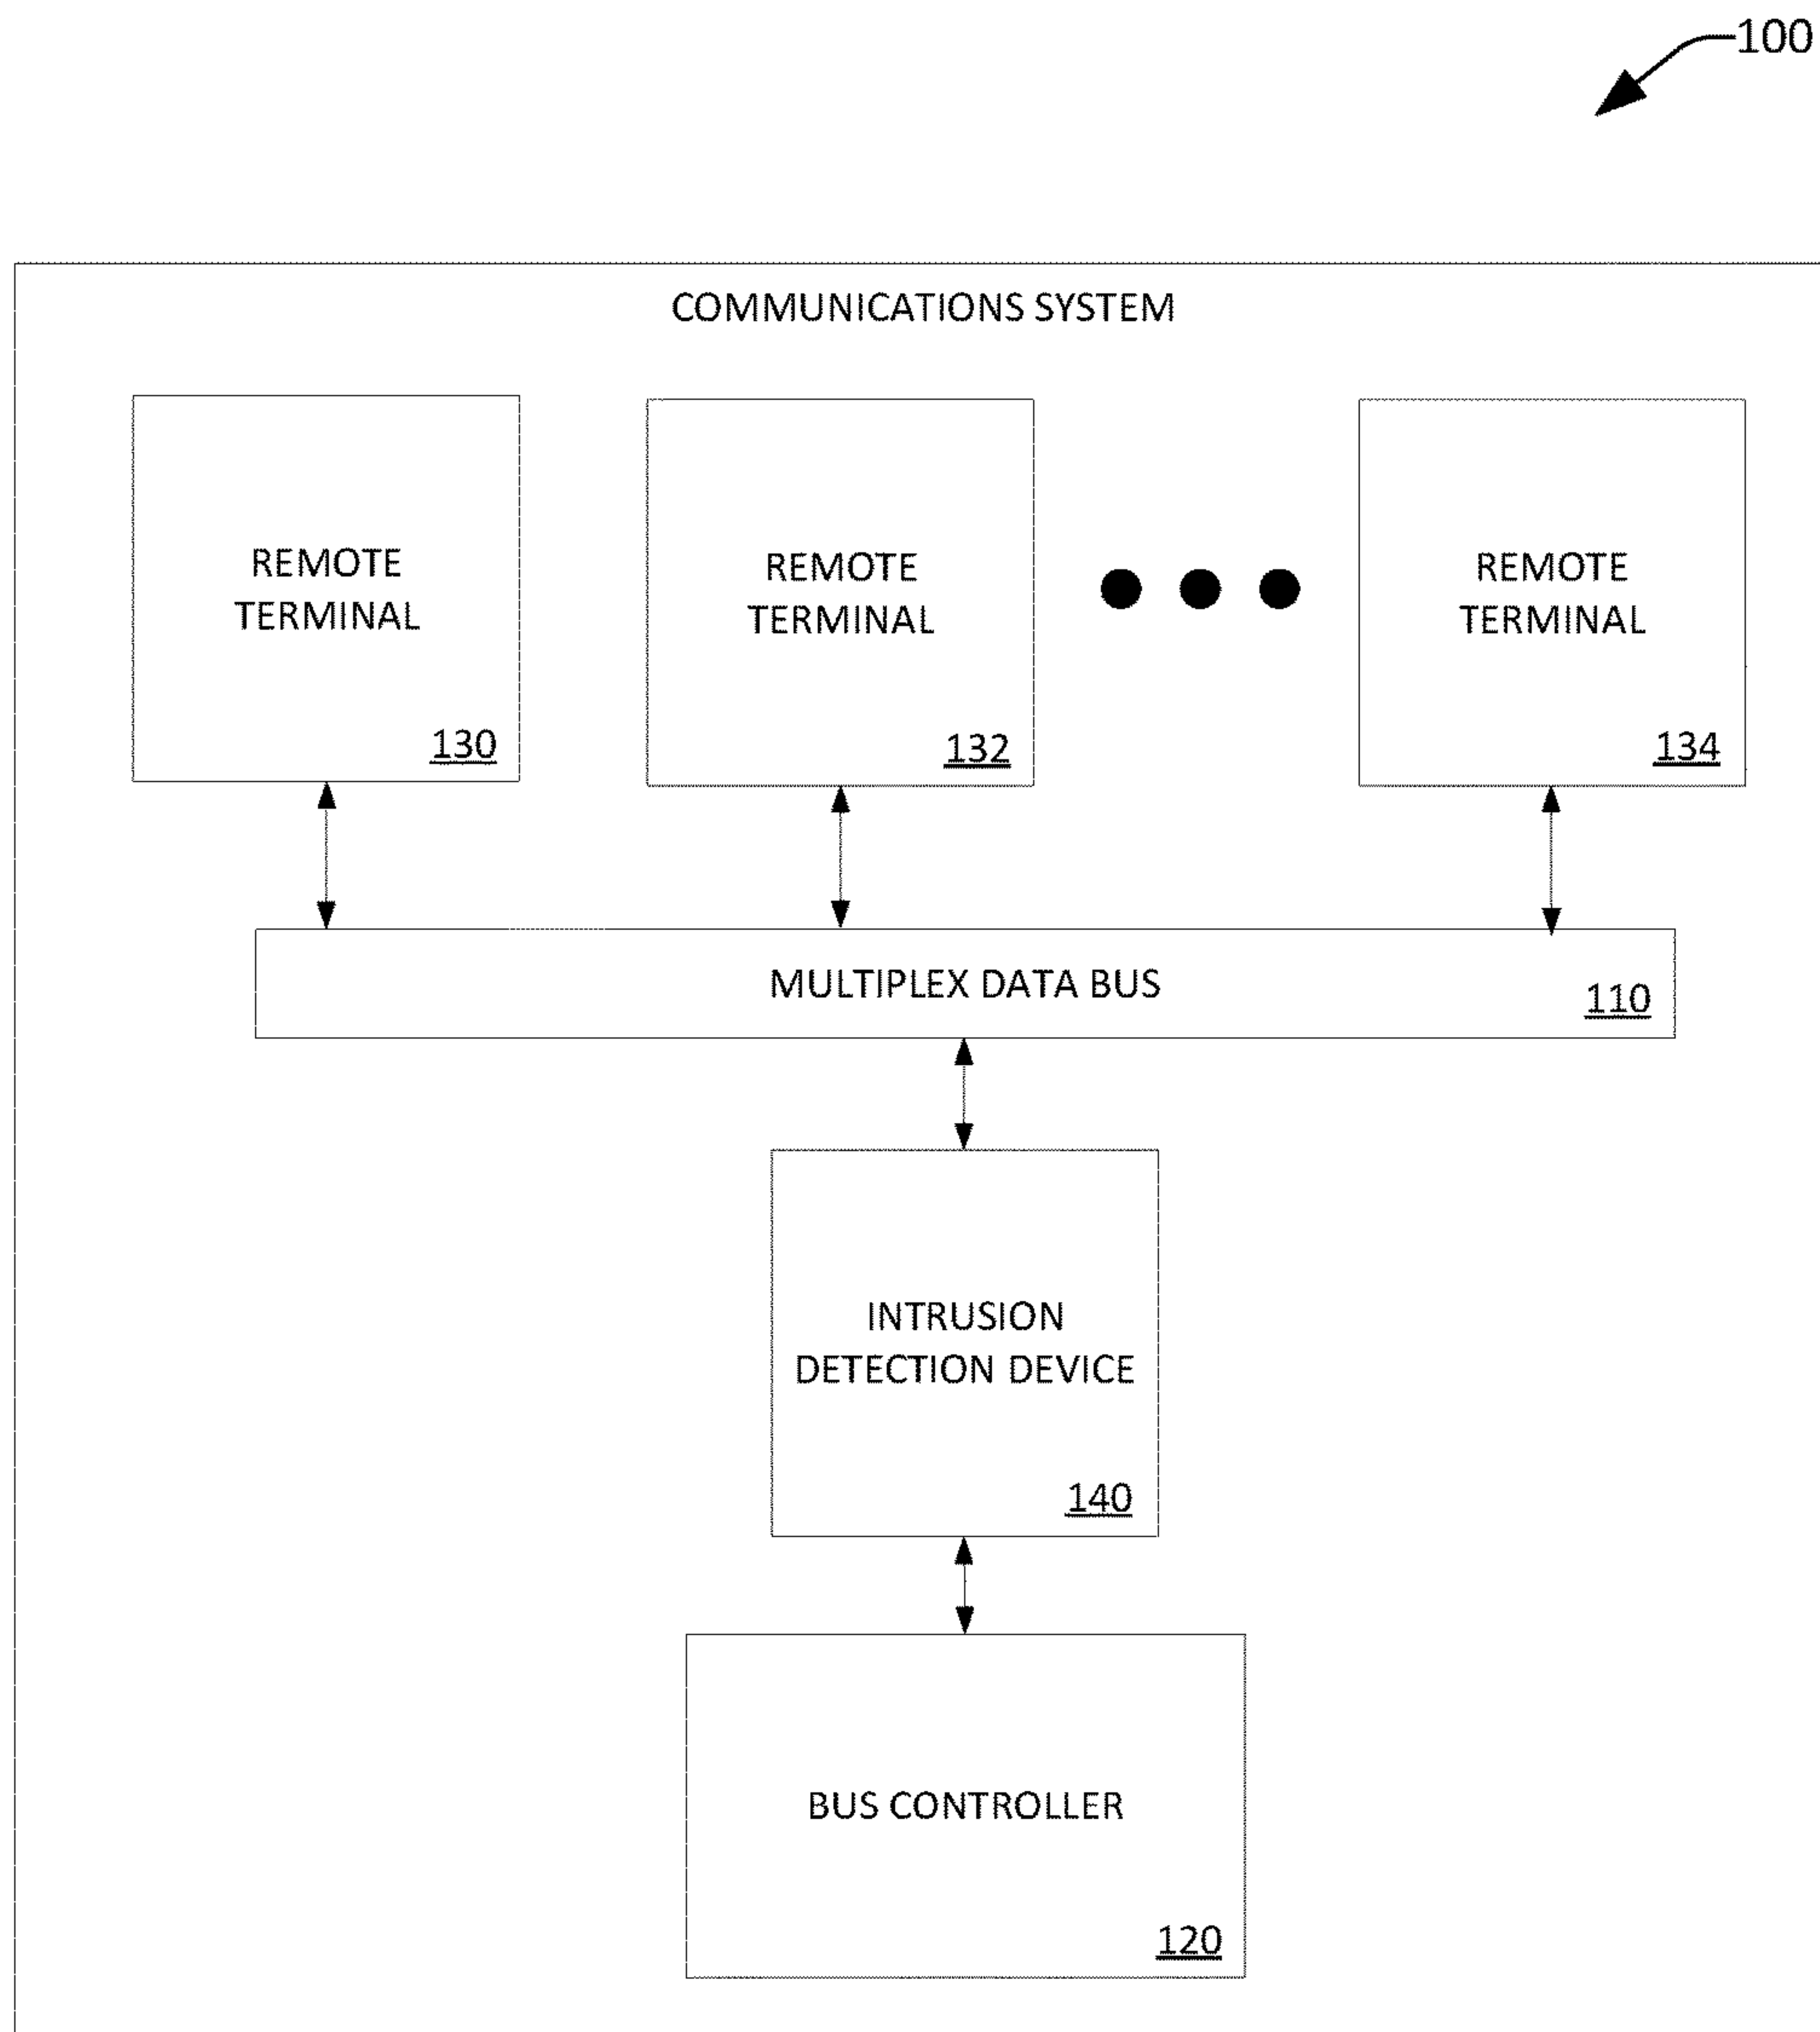 100
COMMUNICATIONS SYSTEM
REMOTE
TERMINAL
130
REMOTE
TERMINAL
132
REMOTE
TERMINAL
134
MULTIPLEX DATA BUS
110
INTRUSION
DETECTION DEVICE
140
BUS CONTROLLER
120